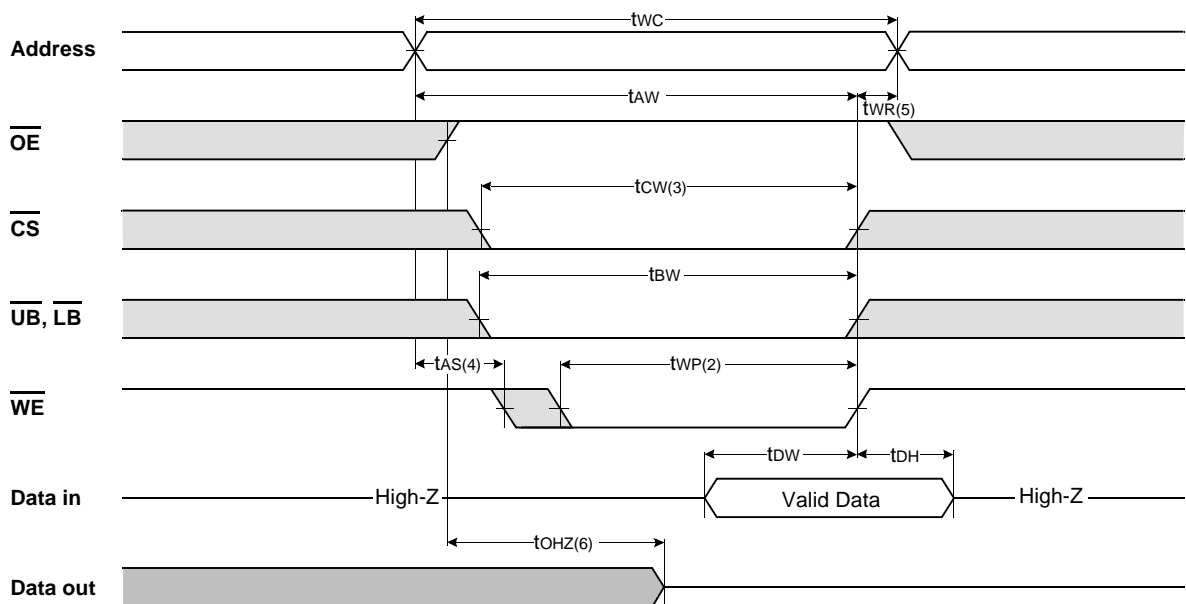 tWC
Address
tAW
tWR(5)
OE
tCW(3)
CS
tBW
UB, LB
tAS(4)
tWP(2)
WE
tDW
tDH
Data in
High-Z
Valid Data
High-Z
tOHZ(6)
Data out